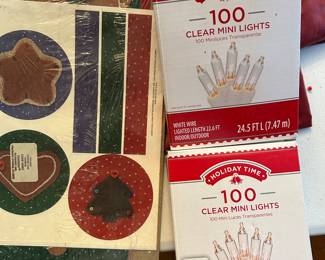 100
CLEAR MINI LIGHTS
100 Miniluces Transparente
WHITE WIRE
LIGHTED LENGTH 22.6 FT
INDOOR/OUTDOOR
24.5 FT L (7.47 m)
HOLIDAY TIME
100
CLEAR MINI LIGHTS
100 Mini Luces Transparentes